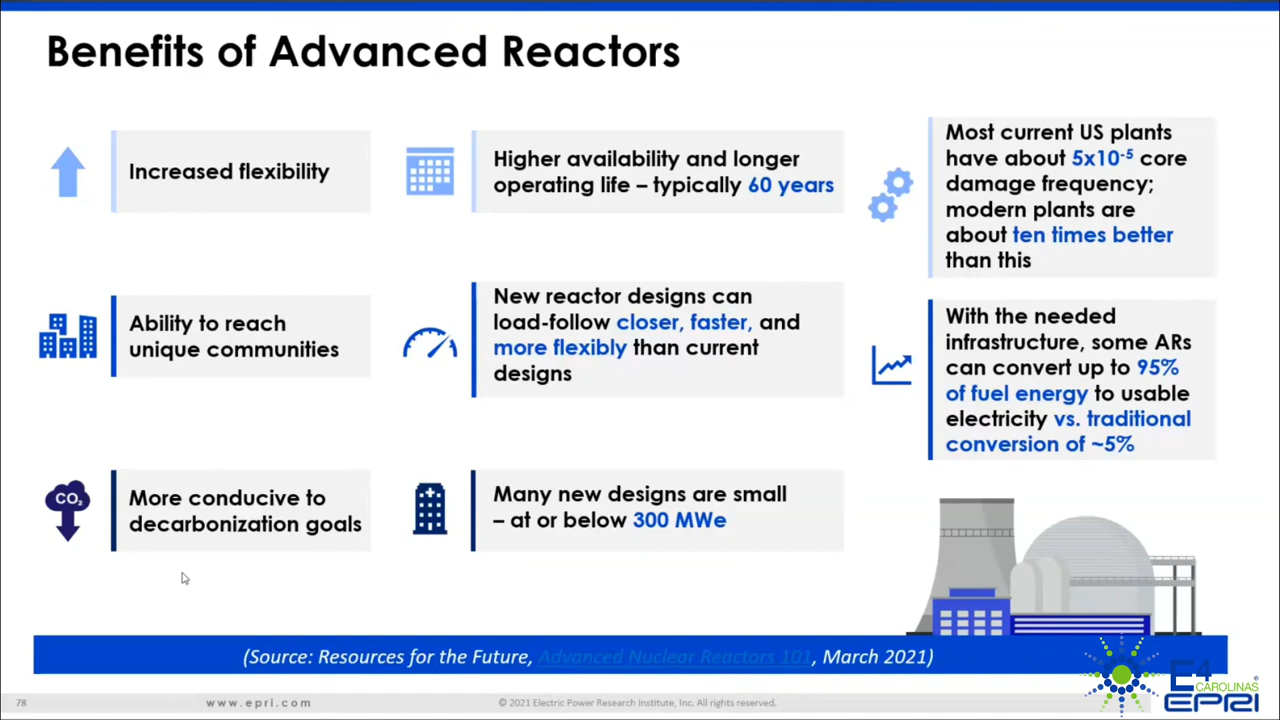 Benefits of Advanced Reactors
Increased flexibility
Ability to reach
unique communities
CO₂
More conducive to
decarbonization goals
Higher availability and longer
operating life – typically 60 years
New reactor designs can
load-follow closer, faster, and
more flexibly than current
designs
Many new designs are small
– at or below 300 MWe
Most current US plants
have about 5x10⁻⁵ core
damage frequency;
modern plants are
about ten times better
than this
With the needed
infrastructure, some ARs
can convert up to 95%
of fuel energy to usable
electricity vs. traditional
conversion of ~5%
(Source: Resources for the Future, Advanced Nuclear Reactors 101, March 2021)
78
www.epri.com
© 2021 Electric Power Research Institute, Inc. All rights reserved.
E4
CAROLINAS
EPRI